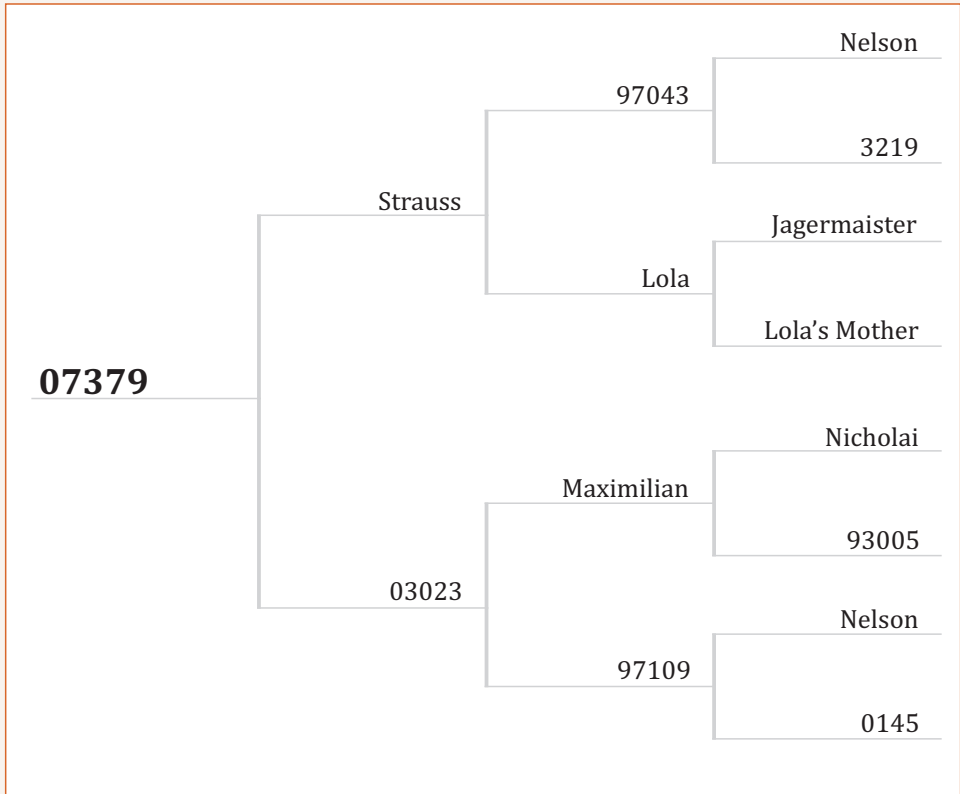 Nelson
97043
3219
Strauss
Jagermaister
Lola
Lola’s Mother
07379
Nicholai
Maximilian
93005
03023
Nelson
97109
0145